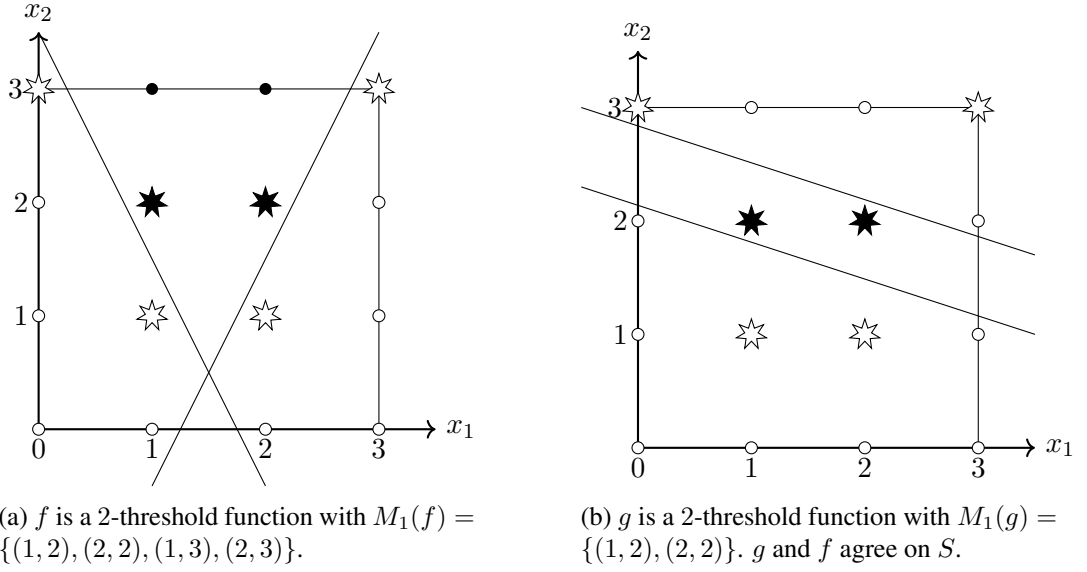 x₂
3
2
1
0
1
2
3
x₁
(a) f is a 2-threshold function with M₁(f) =
{(1, 2), (2, 2), (1, 3), (2, 3)}.
x₂
3
2
1
0
1
2
3
x₁
(b) g is a 2-threshold function with M₁(g) =
{(1, 2), (2, 2)}. g and f agree on S.